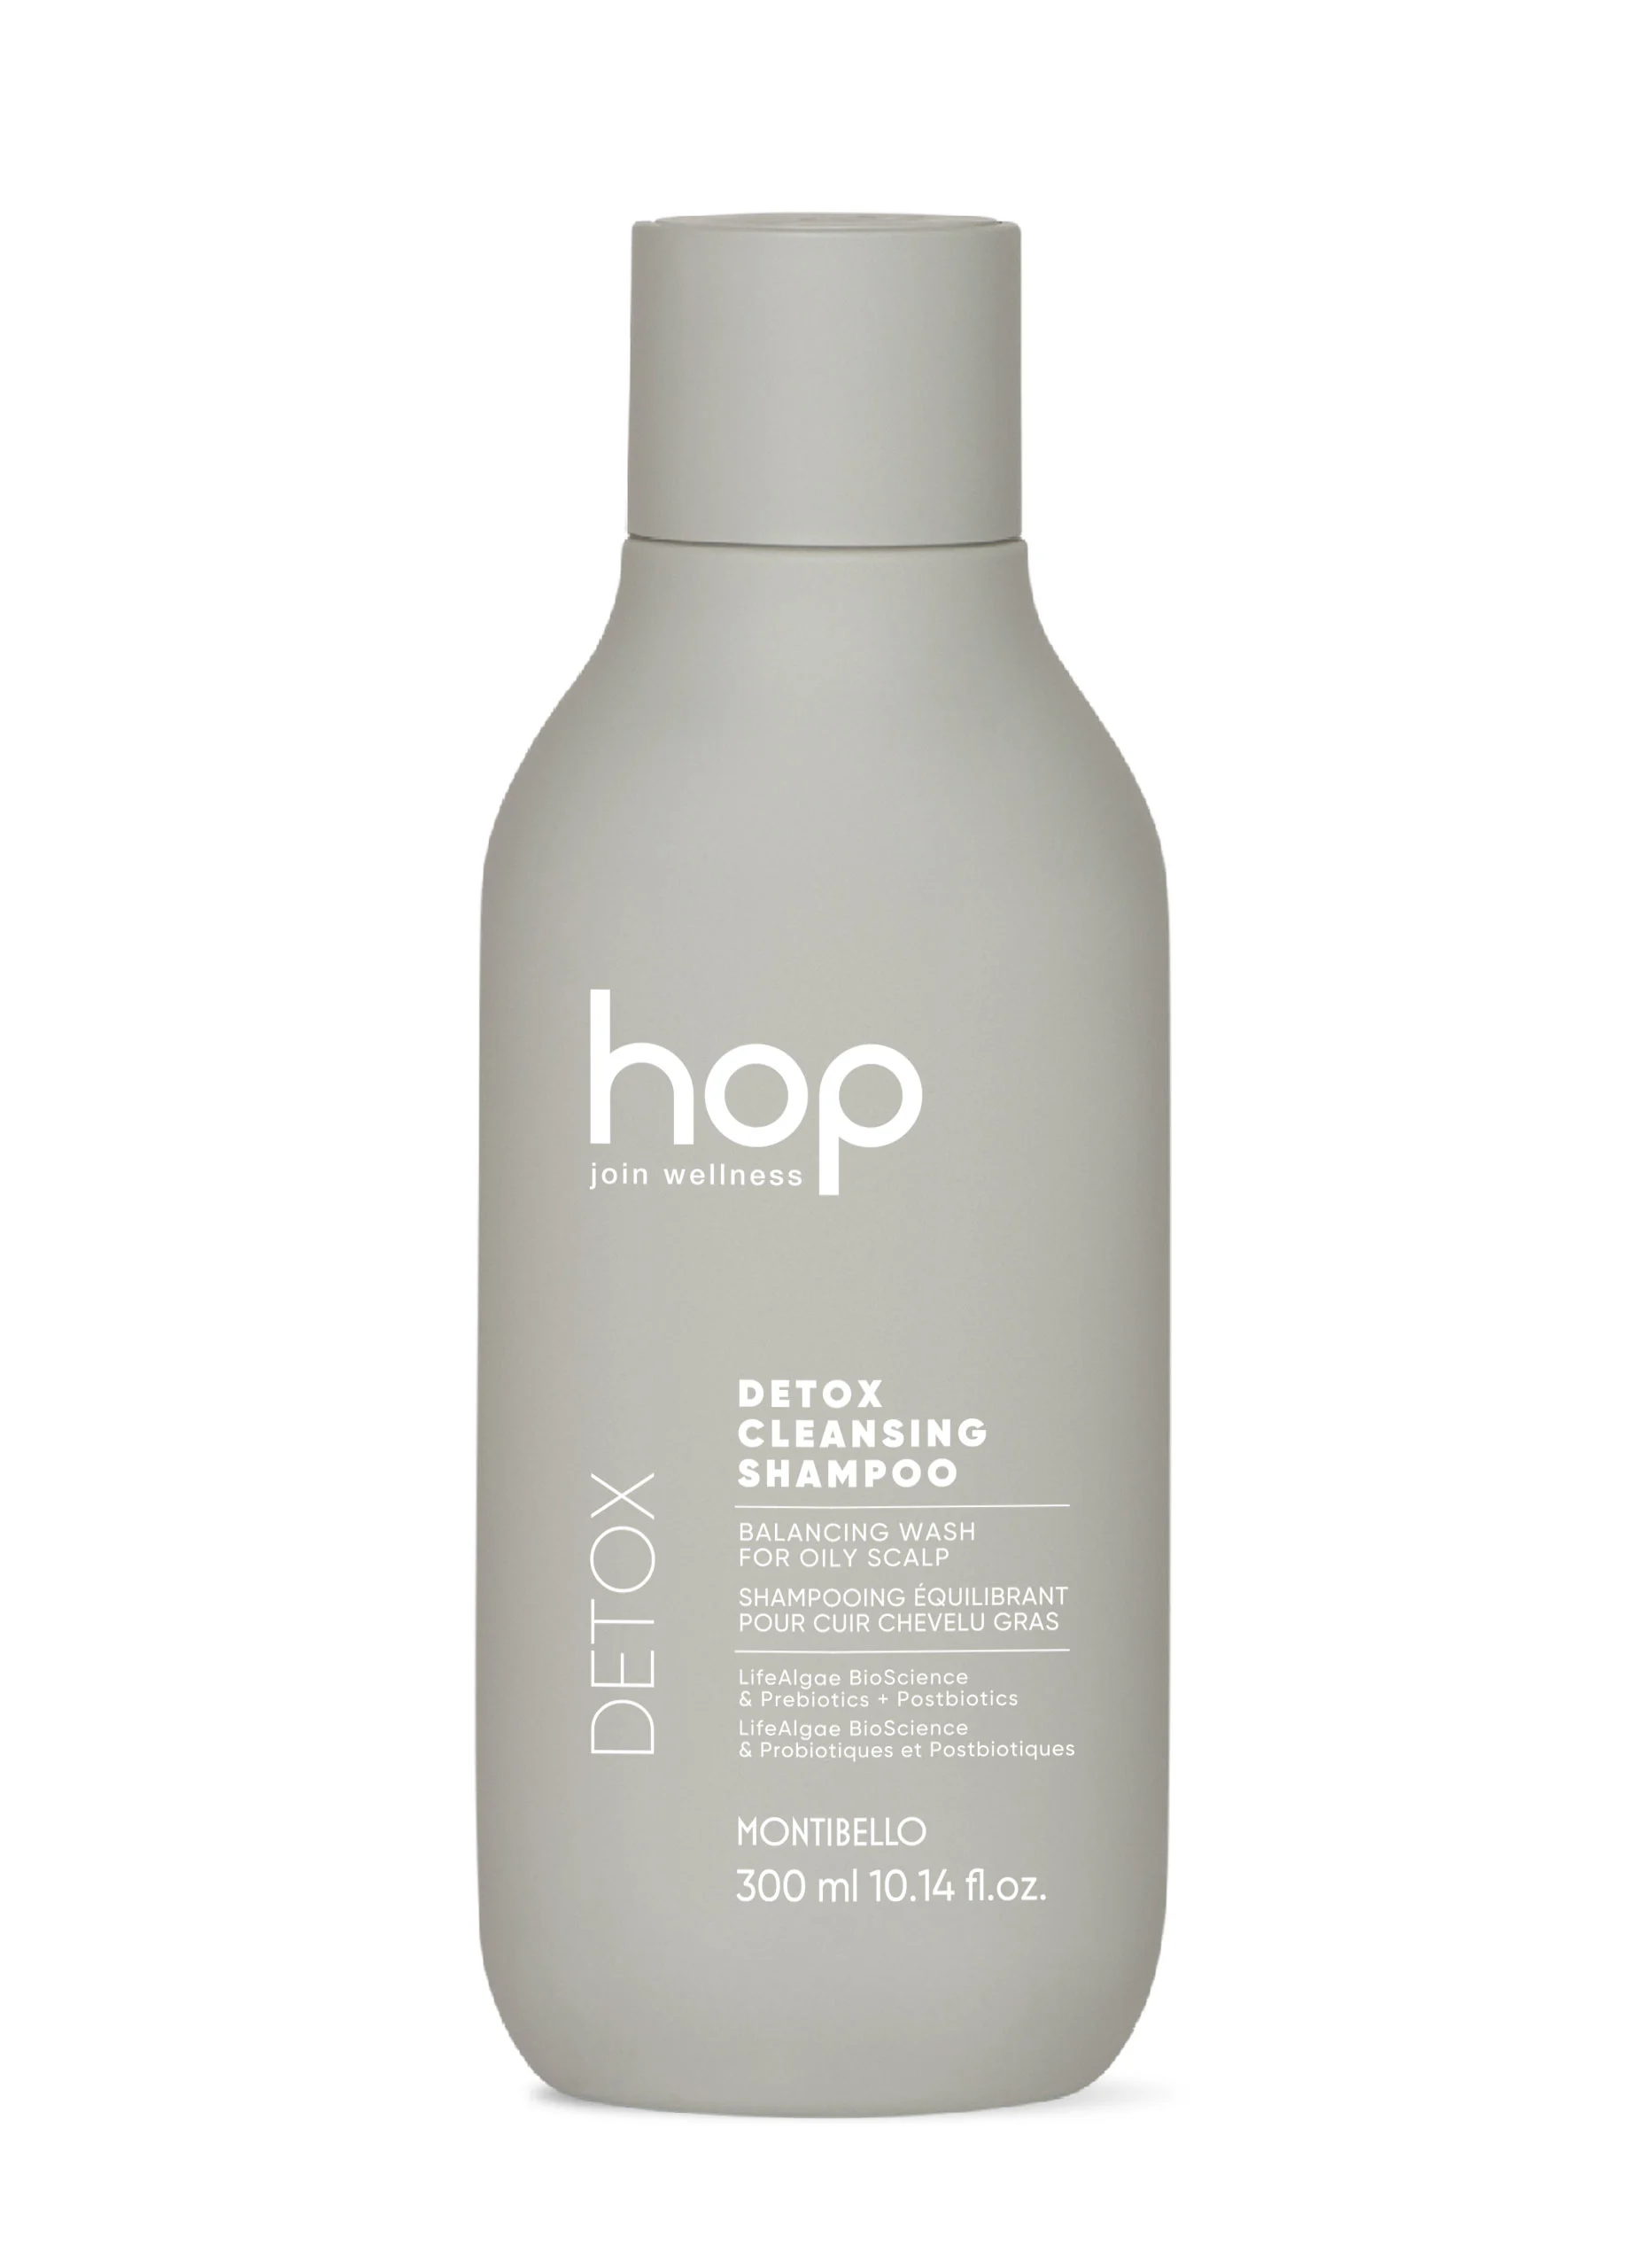 hop
join wellness
DETOX
DETOX
CLEANSING
SHAMPOO
BALANCING WASH
FOR OILY SCALP
SHAMPOOING ÉQUILIBRANT
POUR CUIR CHEVELU GRAS
LifeAlgae BioScience
& Prebiotics + Postbiotics
LifeAlgae BioScience
& Probiotiques et Postbiotiques
MONTIBELLO
300 ml 10.14 fl.oz.